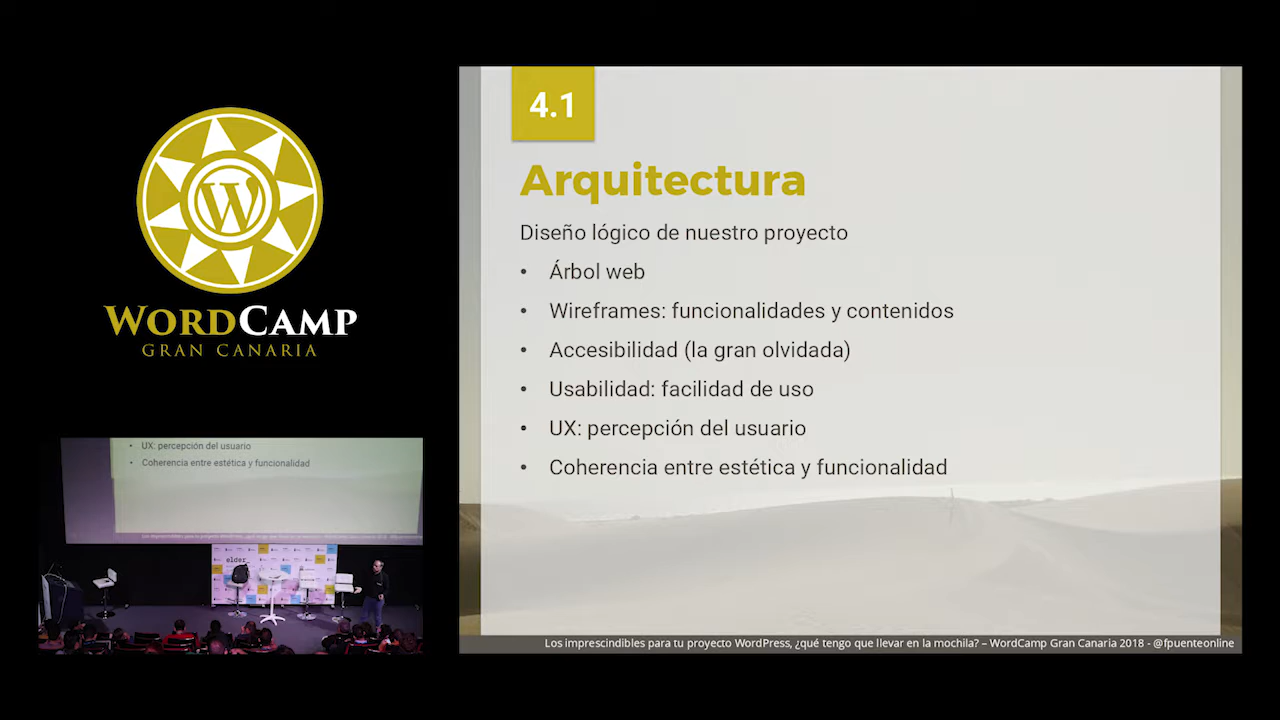 WORDCAMP
GRAN CANARIA
4.1
Arquitectura
Diseño lógico de nuestro proyecto
• Árbol web
• Wireframes: funcionalidades y contenidos
• Accesibilidad (la gran olvidada)
• Usabilidad: facilidad de uso
• UX: percepción del usuario
• Coherencia entre estética y funcionalidad
Los imprescindibles para tu proyecto WordPress, ¿qué tengo que llevar en la mochila? – WordCamp Gran Canaria 2018 - @fpuenteonline
• UX: percepción del usuario
• Coherencia entre estética y funcionalidad
elder